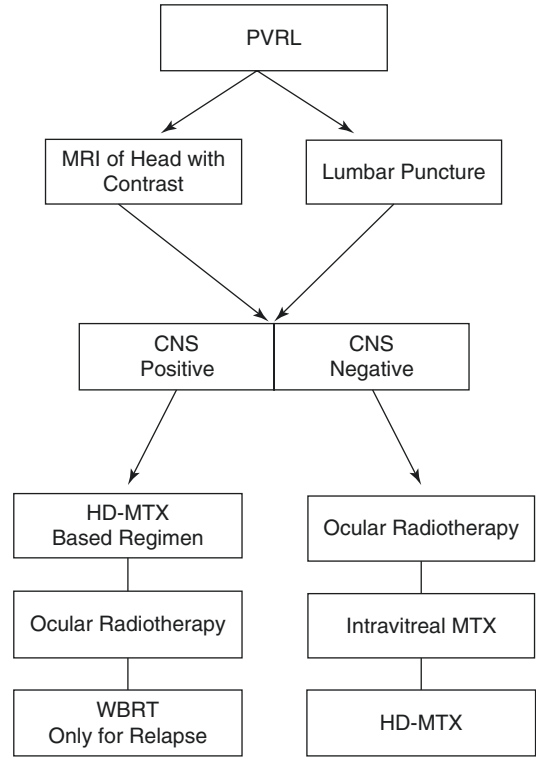 PVRL
MRI of Head with
Contrast
Lumbar Puncture
CNS
Positive
CNS
Negative
HD-MTX
Based Regimen
Ocular Radiotherapy
Ocular Radiotherapy
Intravitreal MTX
WBRT
Only for Relapse
HD-MTX